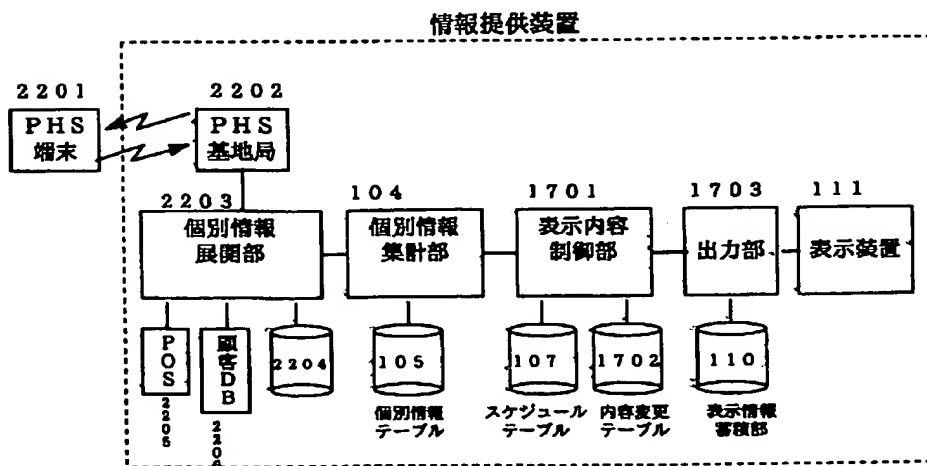 情報提供装置
2201
PHS
端末
2202
PHS
基地局
2203
個別情報
展開部
104
個別情報
集計部
1701
表示内容
制御部
1703
出力部
111
表示装置
POS
2205
顧客DB
2204
105
個別情報
テーブル
107
スケジュール
テーブル
1702
内容変更
テーブル
110
表示情報
蓄積部